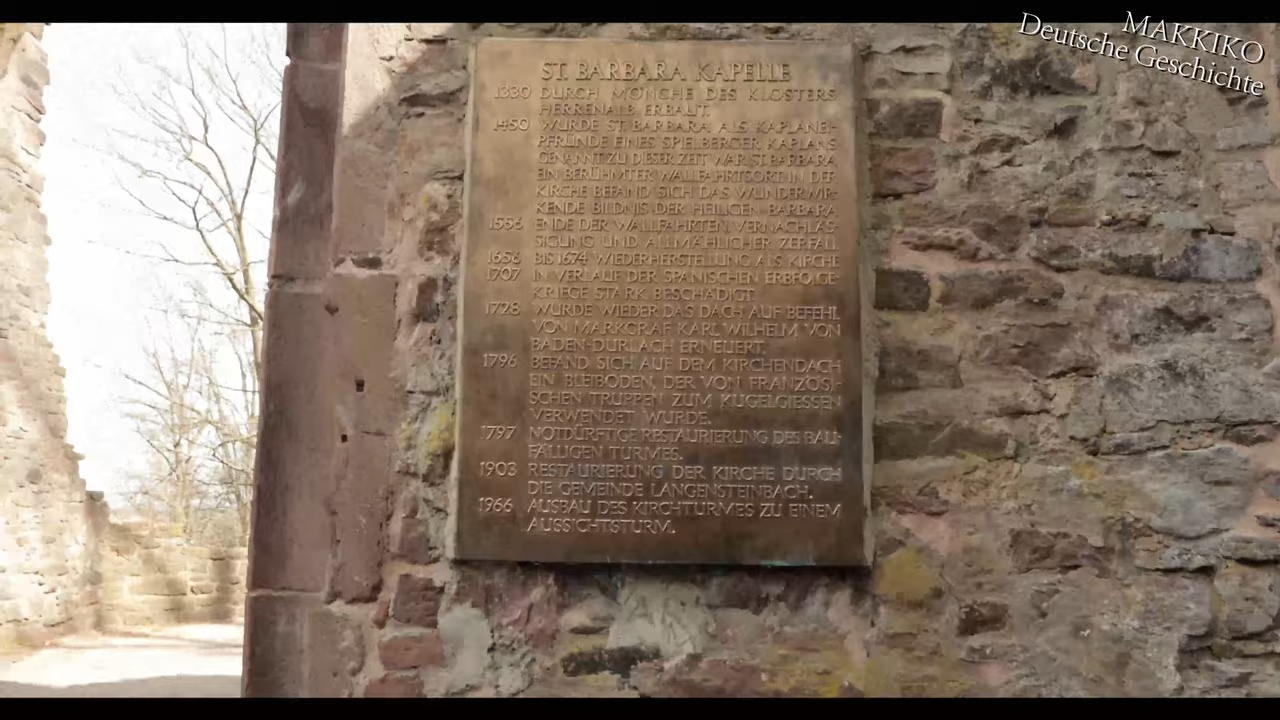 MAKKIKO
Deutsche Geschichte
ST. BARBARA KAPELLE
1330 DURCH MÖNCHE DES KLOSTERS
HERRENALB ERBAUT.
1450 WURDE ST. BARBARA ALS KAPLANEI-
PFRÜNDE EINES SPIELBERGER KAPLANS
GENANNT. ZU DIESER ZEIT WAR ST. BARBARA
EIN BERÜHMTER WALLFAHRTSORT. IN DER
KIRCHE BEFAND SICH DAS WUNDERWIR-
KENDE BILDNIS DER HEILIGEN BARBARA
1556 ENDE DER WALLFAHRTEN, VERNACHLÄS-
SIGUNG UND ALLMÄHLICHER ZERFALL
1656 BIS 1674 WIEDERHERSTELLUNG ALS KIRCHE
1707 IN VERLAUF DER SPANISCHEN ERBFOLGE-
KRIEGE STARK BESCHÄDIGT.
1728 WURDE WIEDER DAS DACH AUF BEFEHL
VON MARKGRAF KARL WILHELM VON
BADEN-DURLACH ERNEUERT.
1796 BEFAND SICH AUF DEM KIRCHENDACH
EIN BLEIBODEN, DER VON FRANZÖSI-
SCHEN TRUPPEN ZUM KUGELGIESSEN
VERWENDET WURDE.
1797 NOTDÜRFTIGE RESTAURIERUNG DES BAU-
FÄLLIGEN TURMES.
1903 RESTAURIERUNG DER KIRCHE DURCH
DIE GEMEINDE LANGENSTEINBACH.
1966 AUSBAU DES KIRCHTURMES ZU EINEM
AUSSICHTSTURM.